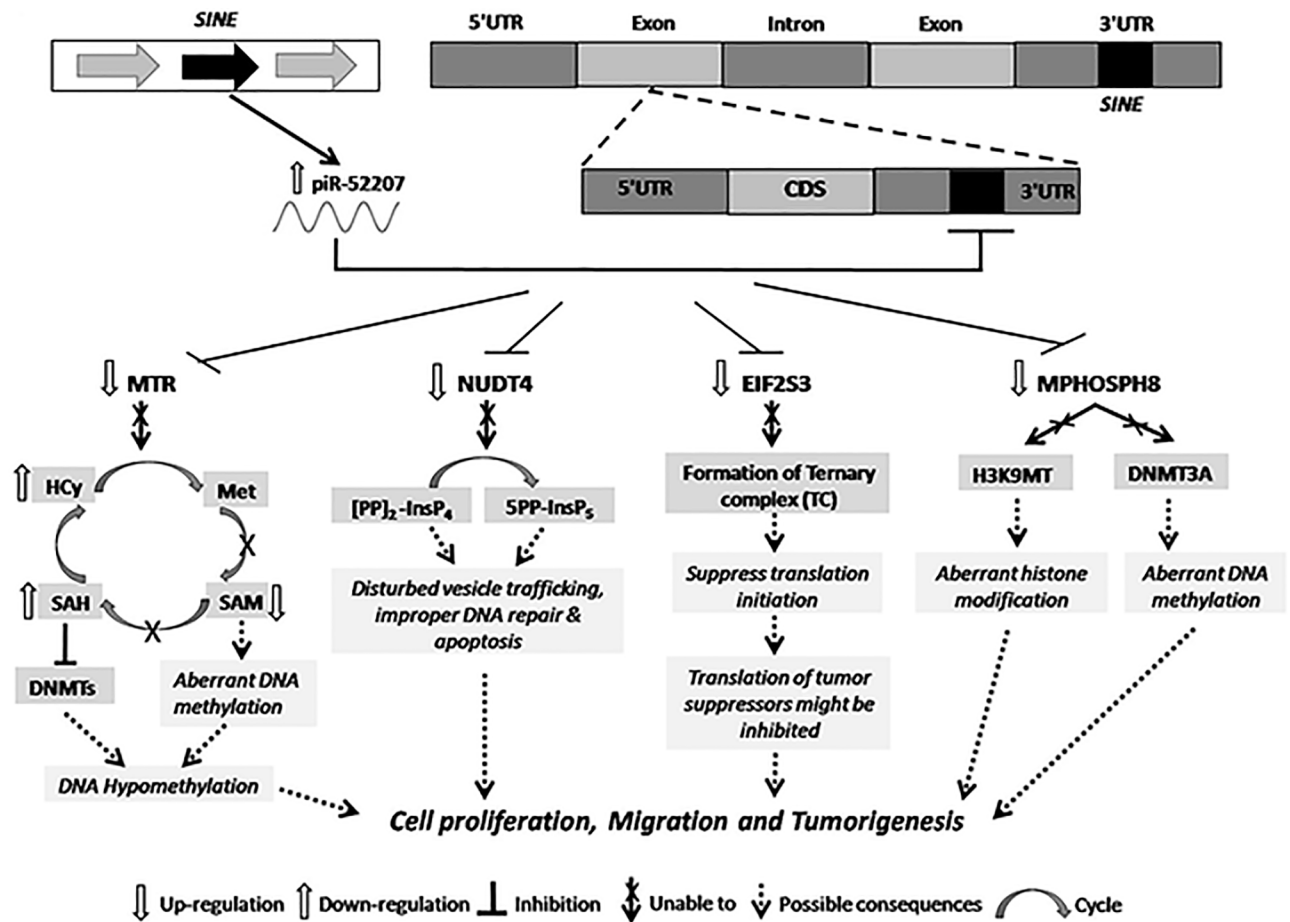 SINE
5'UTR Exon Intron Exon 3'UTR
SINE
piR-52207
5'UTR CDS 3'UTR
MTR NUDT4 EIF2S3 MPHOSPH8
HCy Met
[PP]₂-InsP₄ 5PP-InsP₅
Formation of Ternary
complex (TC)
H3K9MT DNMT3A
X
SAH SAM
X
DNMTs
Aberrant DNA
methylation
DNA Hypomethylation
Disturbed vesicle trafficking,
improper DNA repair &
apoptosis
Suppress translation
initiation
Translation of tumor
suppressors might be
inhibited
Aberrant histone
modification
Aberrant DNA
methylation
Cell proliferation, Migration and Tumorigenesis
Up-regulation Down-regulation Inhibition Unable to Possible consequences Cycle